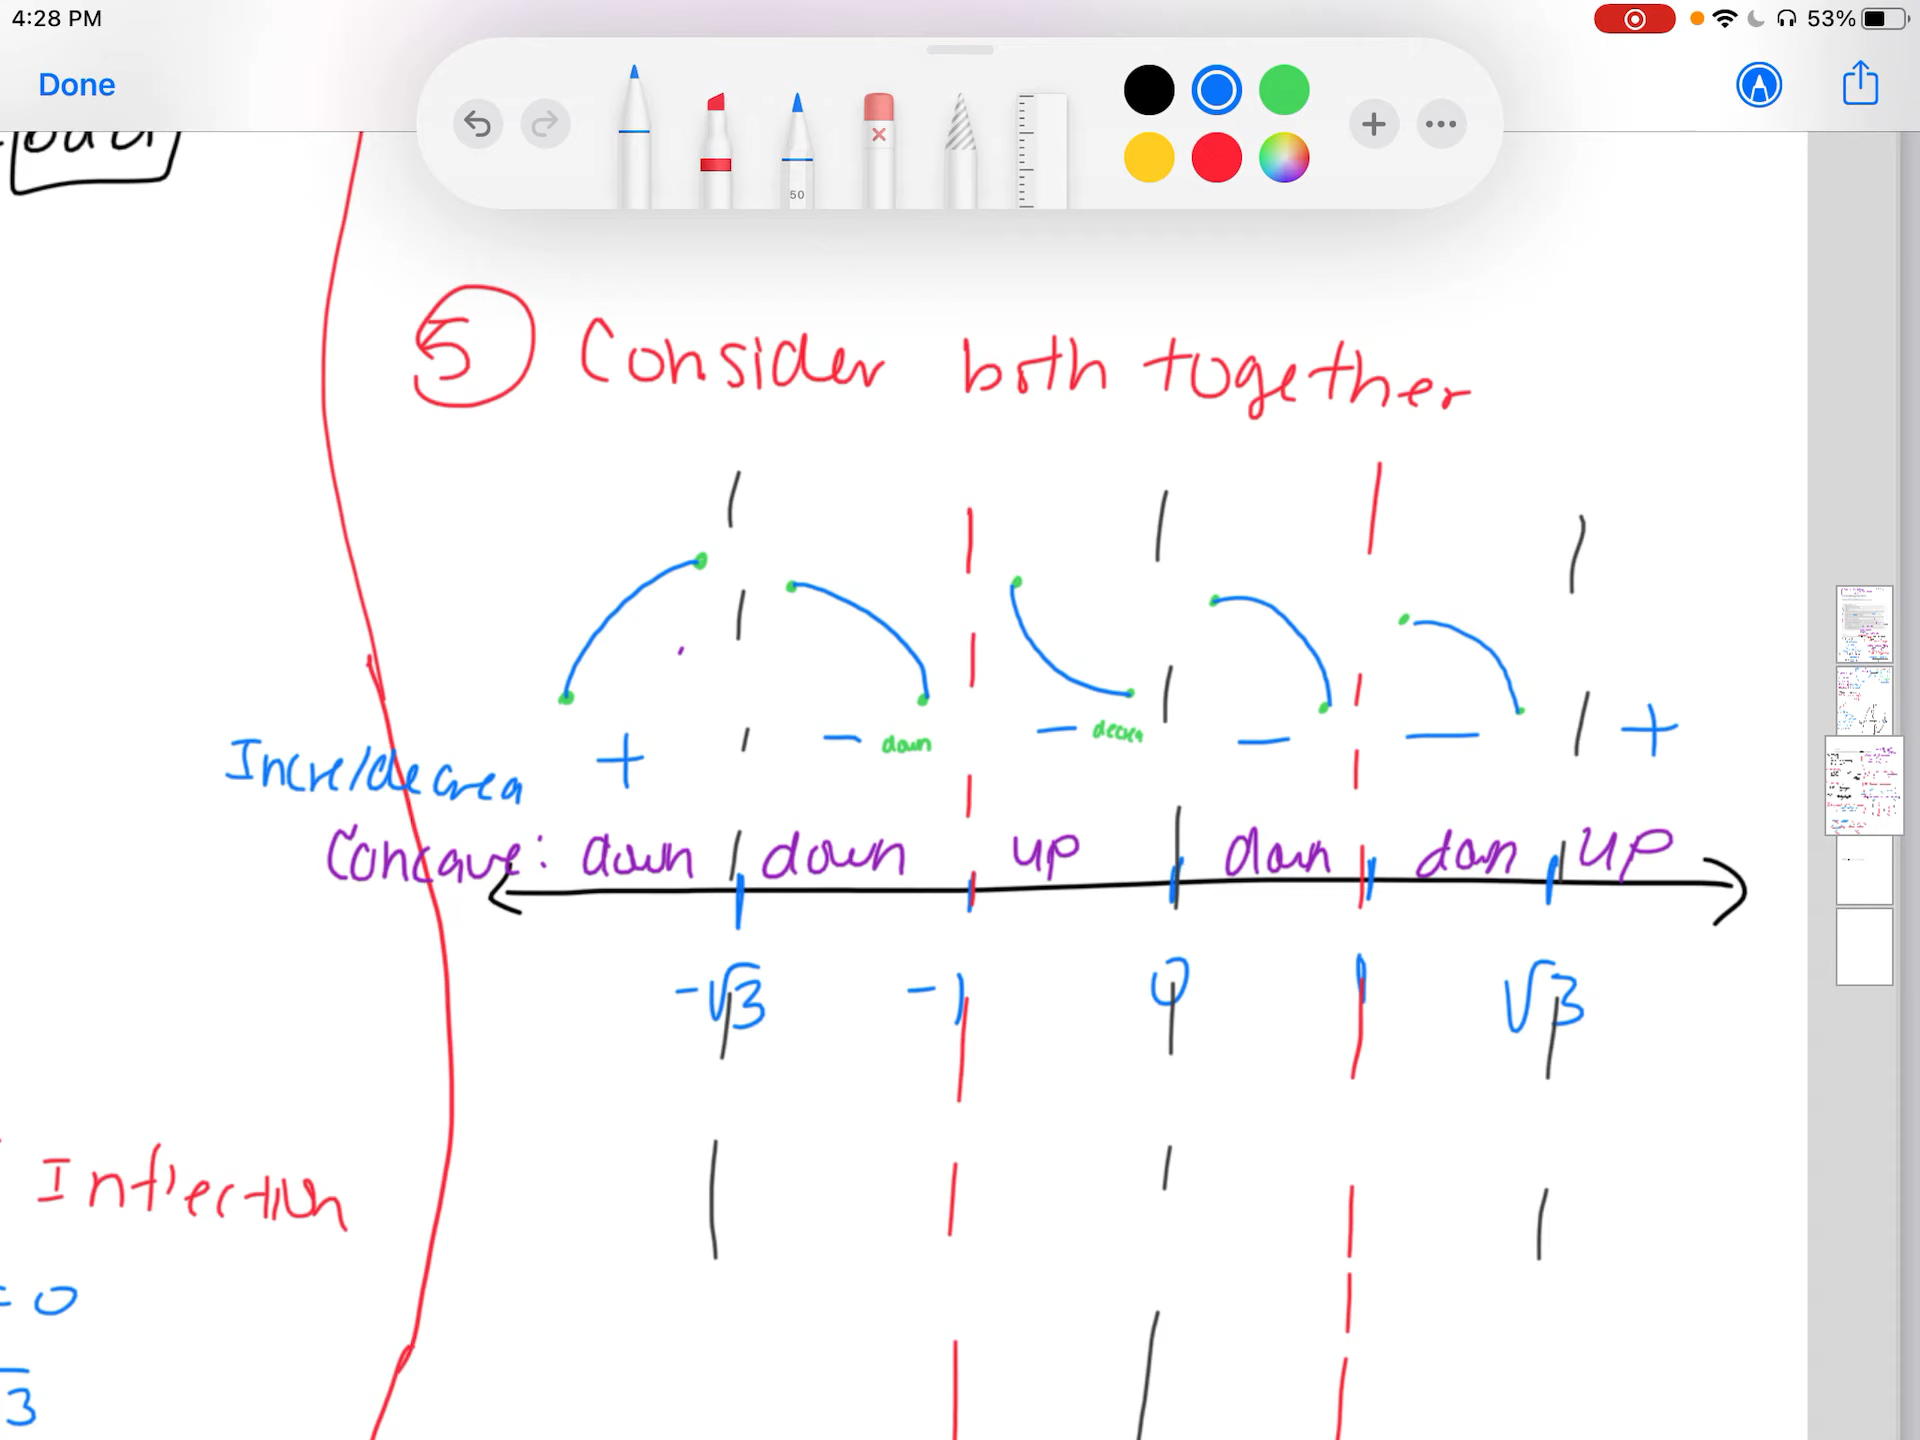 4:28 PM
53%
Done
50
5 Consider both together
+ - down - decrea - - +
Incre/decrea
Concave: down down up down down up
-√3 -1 0 1 √3
Inflection
= 0
3